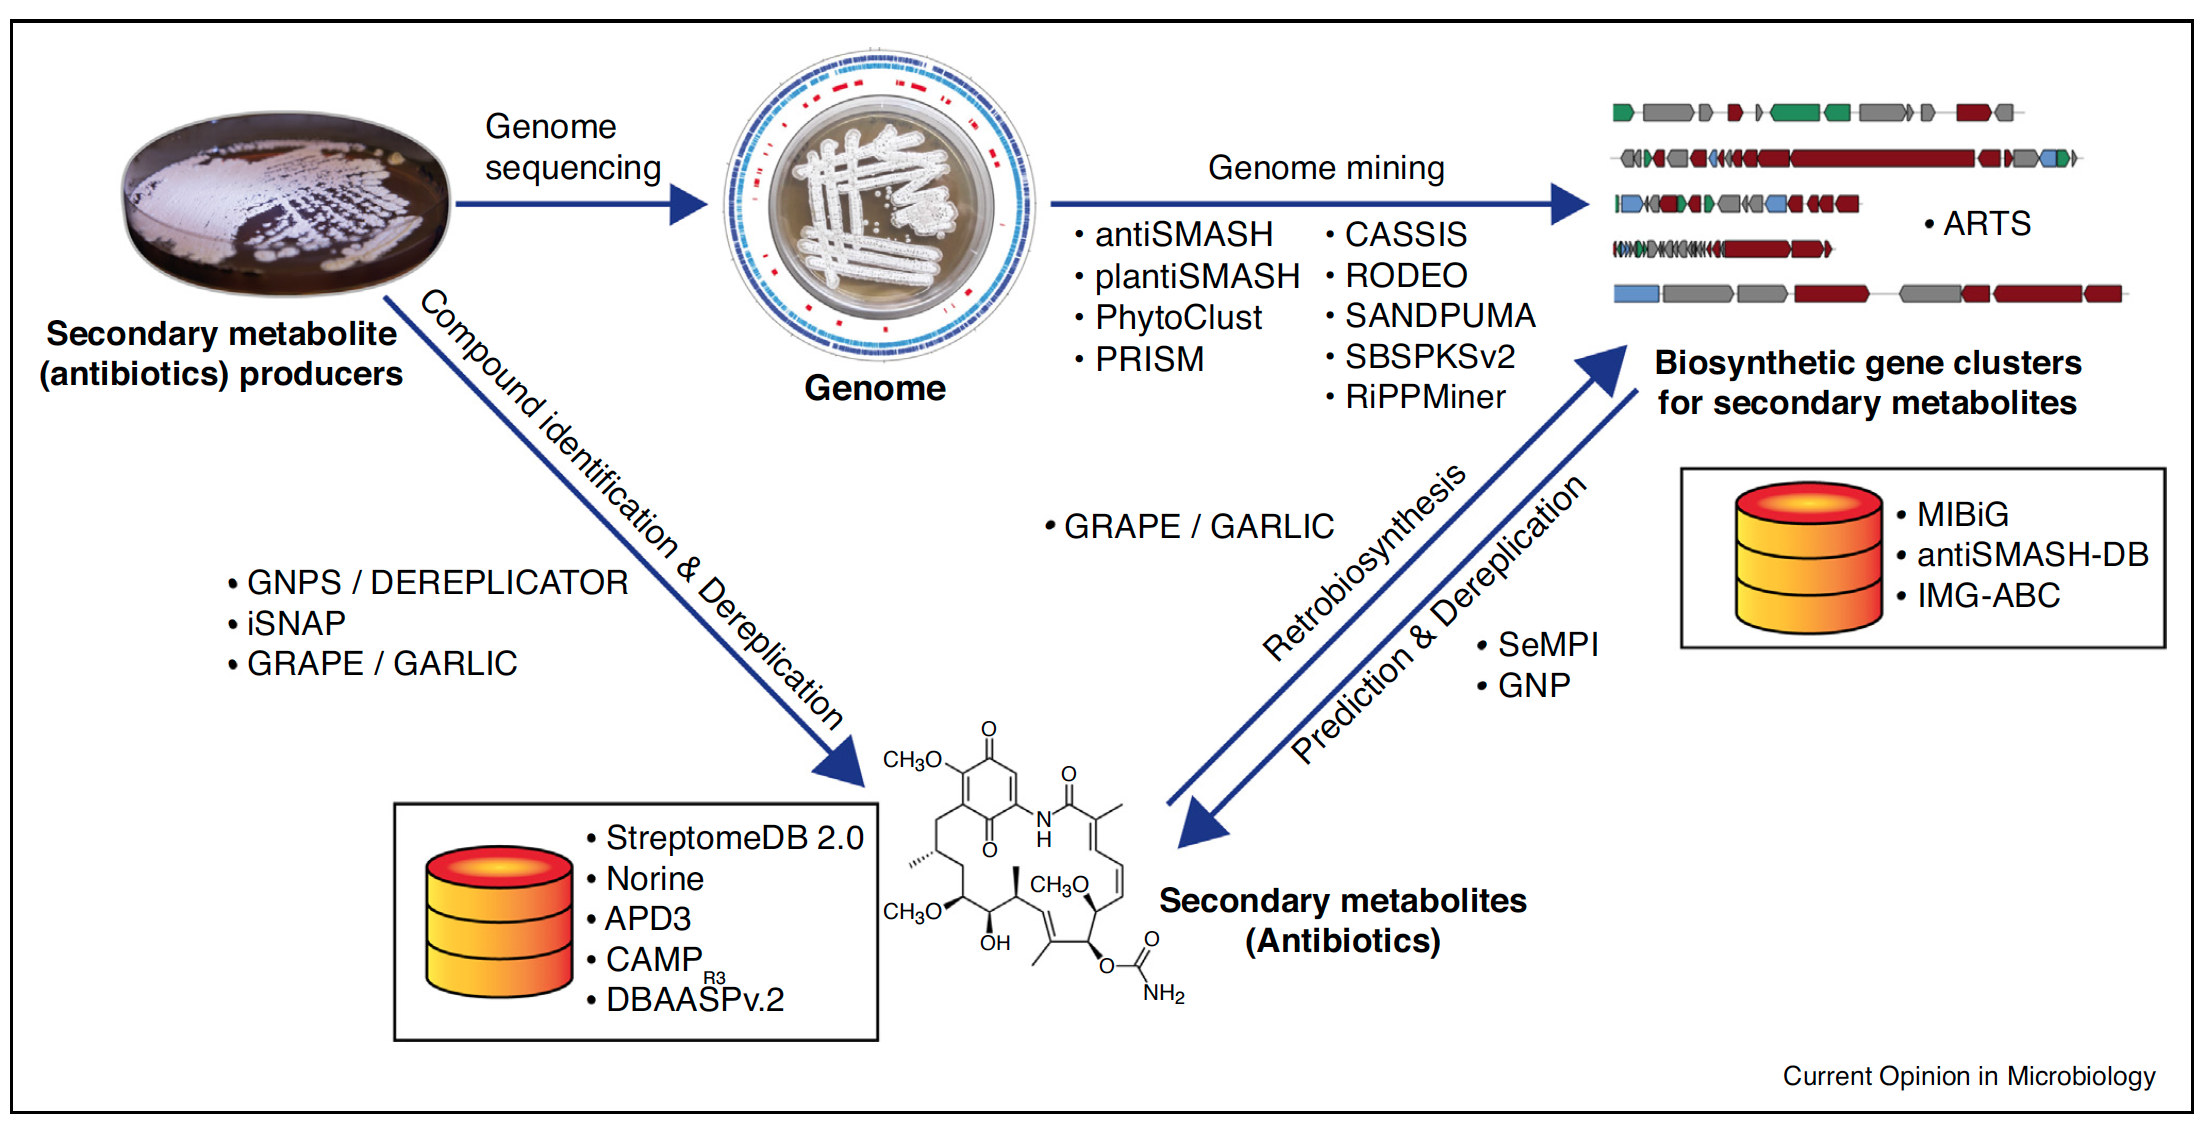 Genome
sequencing
Genome mining
• antiSMASH
• plantiSMASH
• PhytoClust
• PRISM
• CASSIS
• RODEO
• SANDPUMA
• SBSPKSv2
• RiPPMiner
• ARTS
Secondary metabolite
(antibiotics) producers
Genome
Biosynthetic gene clusters
for secondary metabolites
Compound identification & Dereplication
• GNPS / DEREPLICATOR
• iSNAP
• GRAPE / GARLIC
• GRAPE / GARLIC
Retrobiosynthesis
Prediction & Dereplication
• SeMPI
• GNP
• MIBiG
• antiSMASH-DB
• IMG-ABC
• StreptomeDB 2.0
• Norine
• APD3
• CAMPR3
• DBAASPv.2
O
CH3O
O
N
H
O
CH3O
CH3O
OH
O
O
NH2
Secondary metabolites
(Antibiotics)
Current Opinion in Microbiology